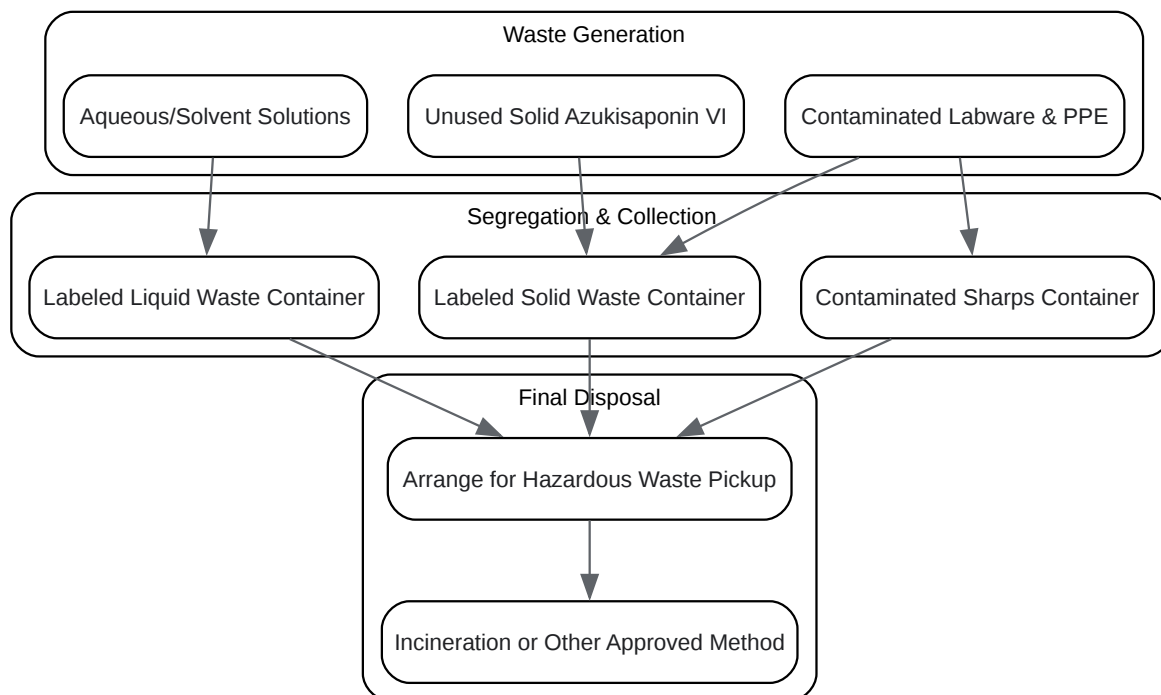 Waste Generation
Aqueous/Solvent Solutions
Unused Solid Azukisaponin VI
Contaminated Labware & PPE
Segregation & Collection
Labeled Liquid Waste Container
Labeled Solid Waste Container
Contaminated Sharps Container
Final Disposal
Arrange for Hazardous Waste Pickup
Incineration or Other Approved Method